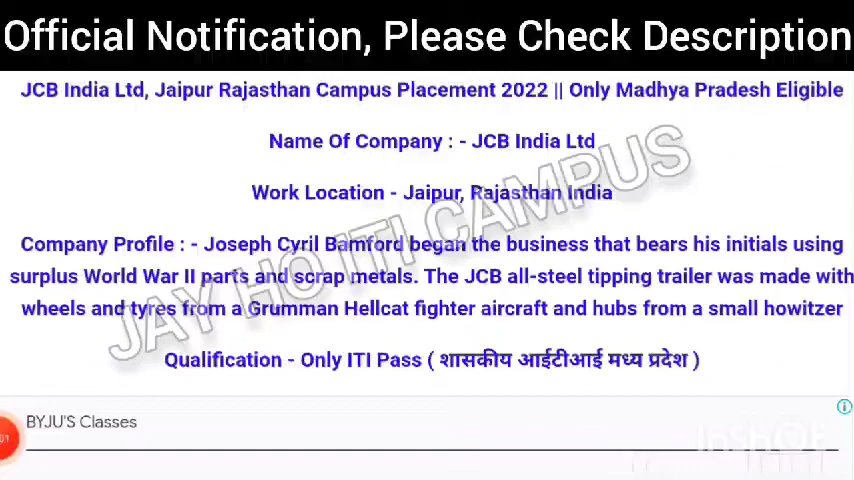 Official Notification, Please Check Description
JCB India Ltd, Jaipur Rajasthan Campus Placement 2022 || Only Madhya Pradesh Eligible
Name Of Company : - JCB India Ltd
Work Location - Jaipur, Rajasthan India
JAY HO ITI CAMPUS
Company Profile : - Joseph Cyril Bamford began the business that bears his initials using
surplus World War II parts and scrap metals. The JCB all-steel tipping trailer was made with
wheels and tyres from a Grumman Hellcat fighter aircraft and hubs from a small howitzer
Qualification - Only ITI Pass ( शासकीय आईटीआई मध्य प्रदेश )
BYJU'S Classes
01
InShOt